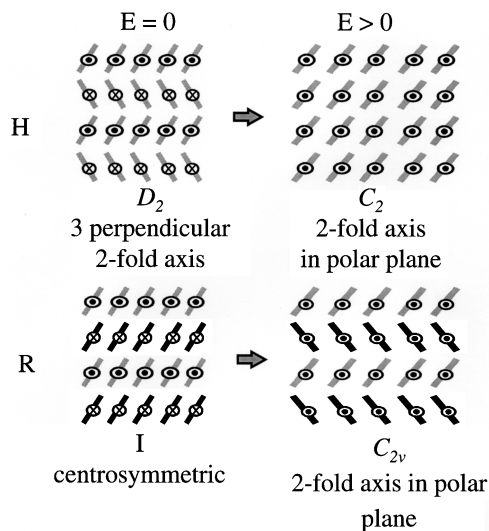 E = 0
E > 0
H
D₂
3 perpendicular
2-fold axis
C₂
2-fold axis
in polar plane
R
I
centrosymmetric
C₂ᵥ
2-fold axis in polar
plane